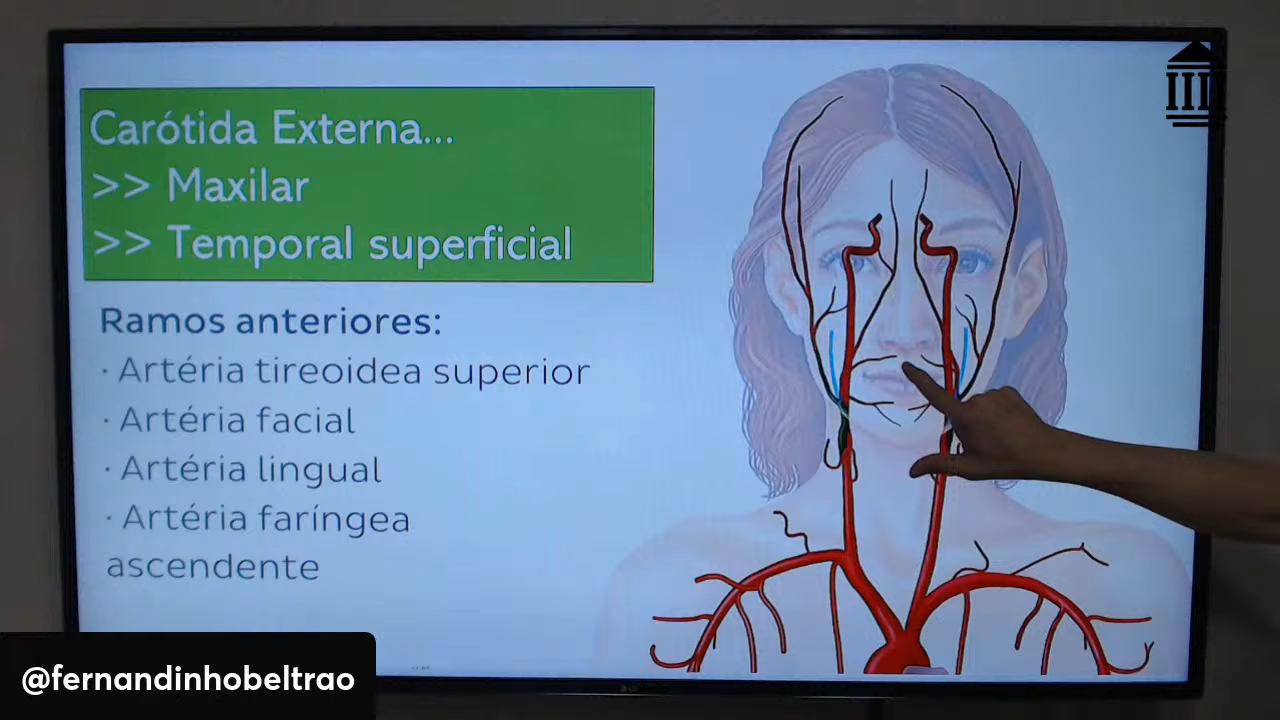 Carótida Externa...
>> Maxilar
>> Temporal superficial
Ramos anteriores:
· Artéria tireoidea superior
· Artéria facial
· Artéria lingual
· Artéria faríngea
ascendente
@fernandinhobeltrao